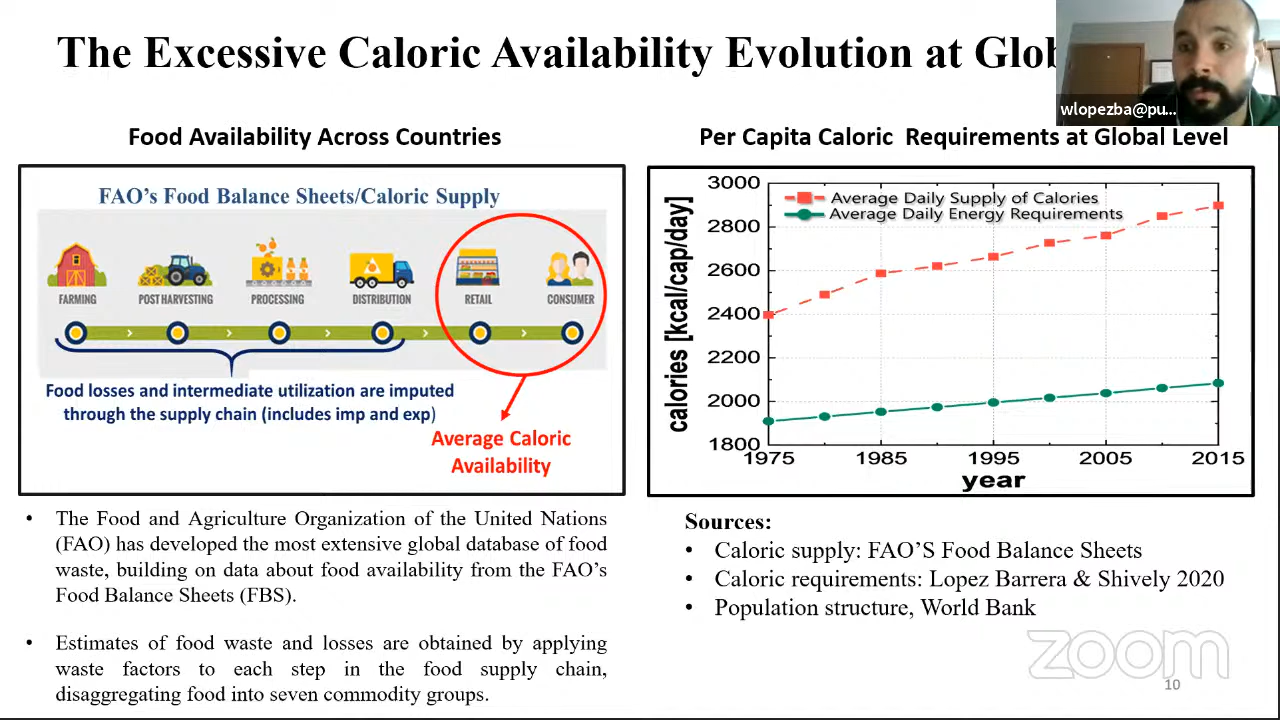 The Excessive Caloric Availability Evolution at Glob
wlopezba@pu...
Food Availability Across Countries
FAO's Food Balance Sheets/Caloric Supply
FARMING
POST HARVESTING
PROCESSING
DISTRIBUTION
RETAIL
CONSUMER
Food losses and intermediate utilization are imputed
through the supply chain (includes imp and exp)
Average Caloric
Availability
Per Capita Caloric Requirements at Global Level
calories [kcal/cap/day]
3000
2800
2600
2400
2200
2000
1800
Average Daily Supply of Calories
Average Daily Energy Requirements
1975
1985
1995
2005
2015
year
• The Food and Agriculture Organization of the United Nations
(FAO) has developed the most extensive global database of food
waste, building on data about food availability from the FAO's
Food Balance Sheets (FBS).
• Estimates of food waste and losses are obtained by applying
waste factors to each step in the food supply chain,
disaggregating food into seven commodity groups.
Sources:
• Caloric supply: FAO'S Food Balance Sheets
• Caloric requirements: Lopez Barrera & Shively 2020
• Population structure, World Bank
zoom
10